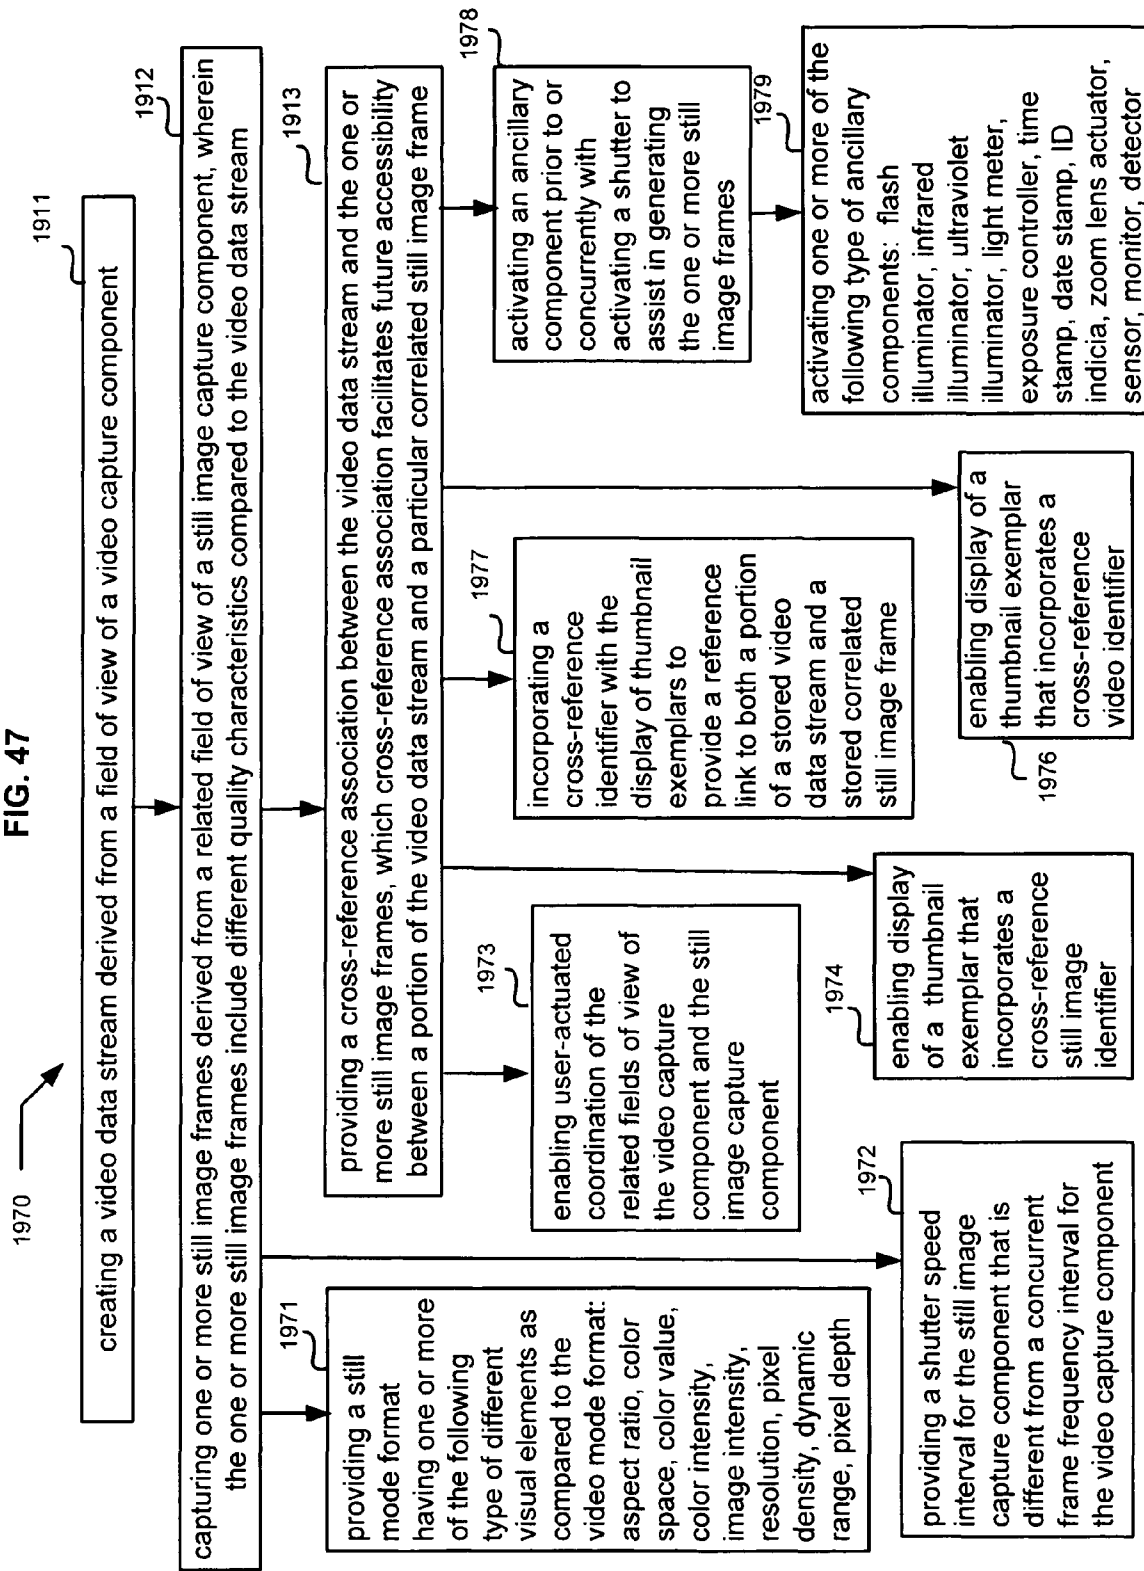 FIG. 47
1970
1911
creating a video data stream derived from a field of view of a video capture component
1912
capturing one or more still image frames derived from a related field of view of a still image capture component, wherein
the one or more still image frames include different quality characteristics compared to the video data stream
1913
providing a cross-reference association between the video data stream and the one or
more still image frames, which cross-reference association facilitates future accessibility
between a portion of the video data stream and a particular correlated still image frame
1971
providing a still
mode format
having one or more
of the following
type of different
visual elements as
compared to the
video mode format:
aspect ratio, color
space, color value,
color intensity,
image intensity,
resolution, pixel
density, dynamic
range, pixel depth
1972
providing a shutter speed
interval for the still image
capture component that is
different from a concurrent
frame frequency interval for
the video capture component
1973
enabling user-actuated
coordination of the
related fields of view of
the video capture
component and the still
image capture
component
1974
enabling display
of a thumbnail
exemplar that
incorporates a
cross-reference
still image
identifier
1977
incorporating a
cross-reference
identifier with the
display of thumbnail
exemplars to
provide a reference
link to both a portion
of a stored video
data stream and a
stored correlated
still image frame
1976
enabling display of a
thumbnail exemplar
that incorporates a
cross-reference
video identifier
1978
activating an ancillary
component prior to or
concurrently with
activating a shutter to
assist in generating
the one or more still
image frames
1979
activating one or more of the
following type of ancillary
components: flash
illuminator, infrared
illuminator, ultraviolet
illuminator, light meter,
exposure controller, time
stamp, date stamp, ID
indicia, zoom lens actuator,
sensor, monitor, detector